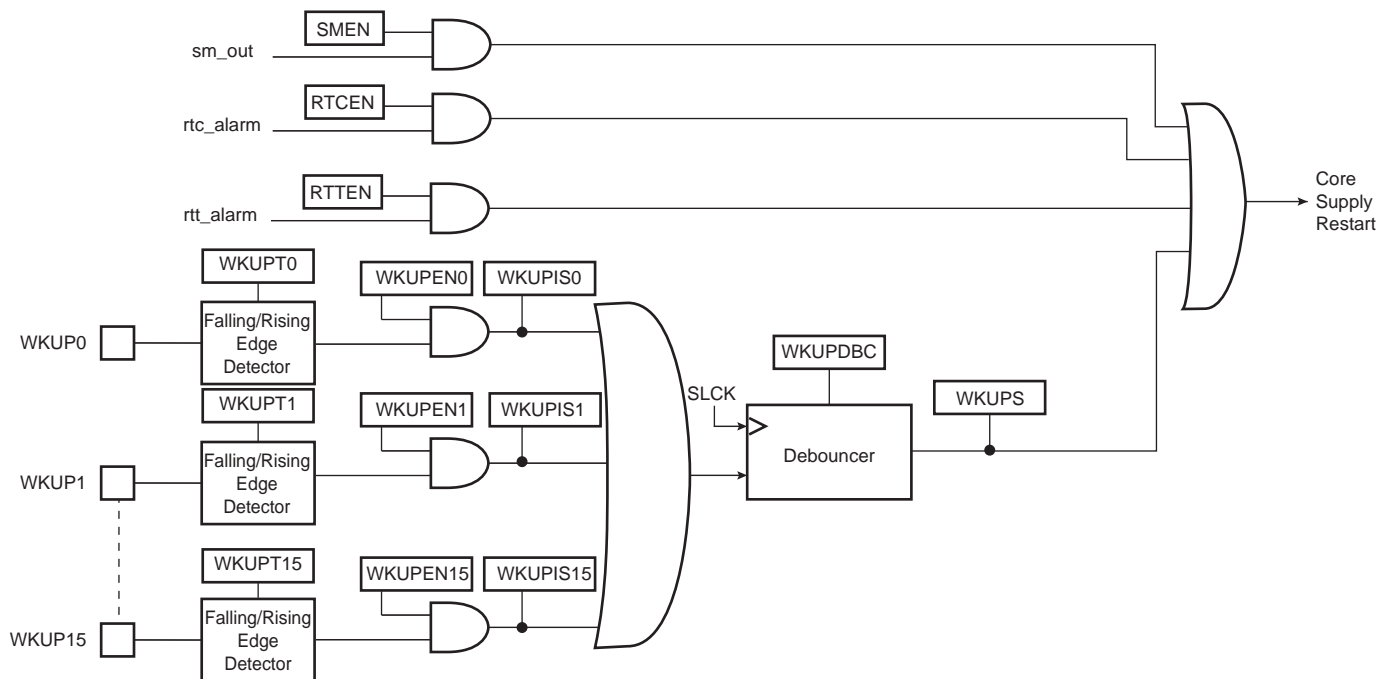 SMEN
sm_out
RTCEN
rtc_alarm
RTTEN
rtt_alarm
Core
Supply
Restart
WKUPT0
WKUPEN0
WKUPIS0
WKUP0
Falling/Rising
Edge
Detector
WKUPDBC
SLCK
Debouncer
WKUPS
WKUPT1
WKUPEN1
WKUPIS1
WKUP1
Falling/Rising
Edge
Detector
WKUPT15
WKUPEN15
WKUPIS15
WKUP15
Falling/Rising
Edge
Detector